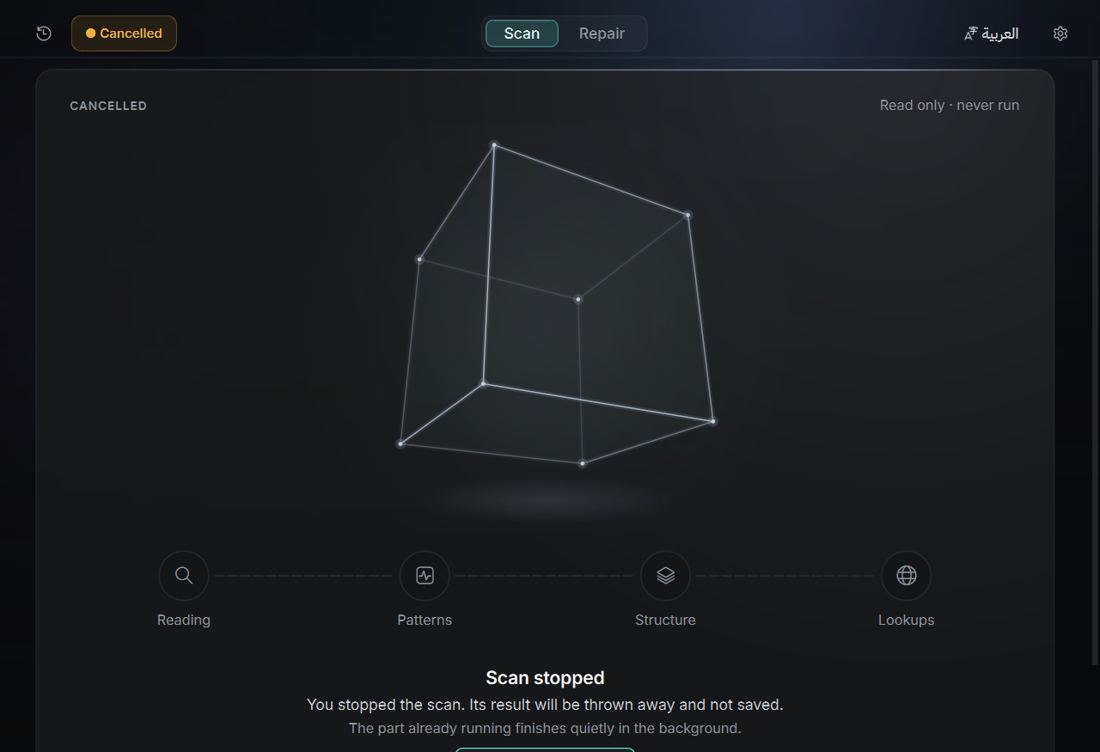 Cancelled
Scan
Repair
العربية
CANCELLED
Read only · never run
Reading
Patterns
Structure
Lookups
Scan stopped
You stopped the scan. Its result will be thrown away and not saved.
The part already running finishes quietly in the background.